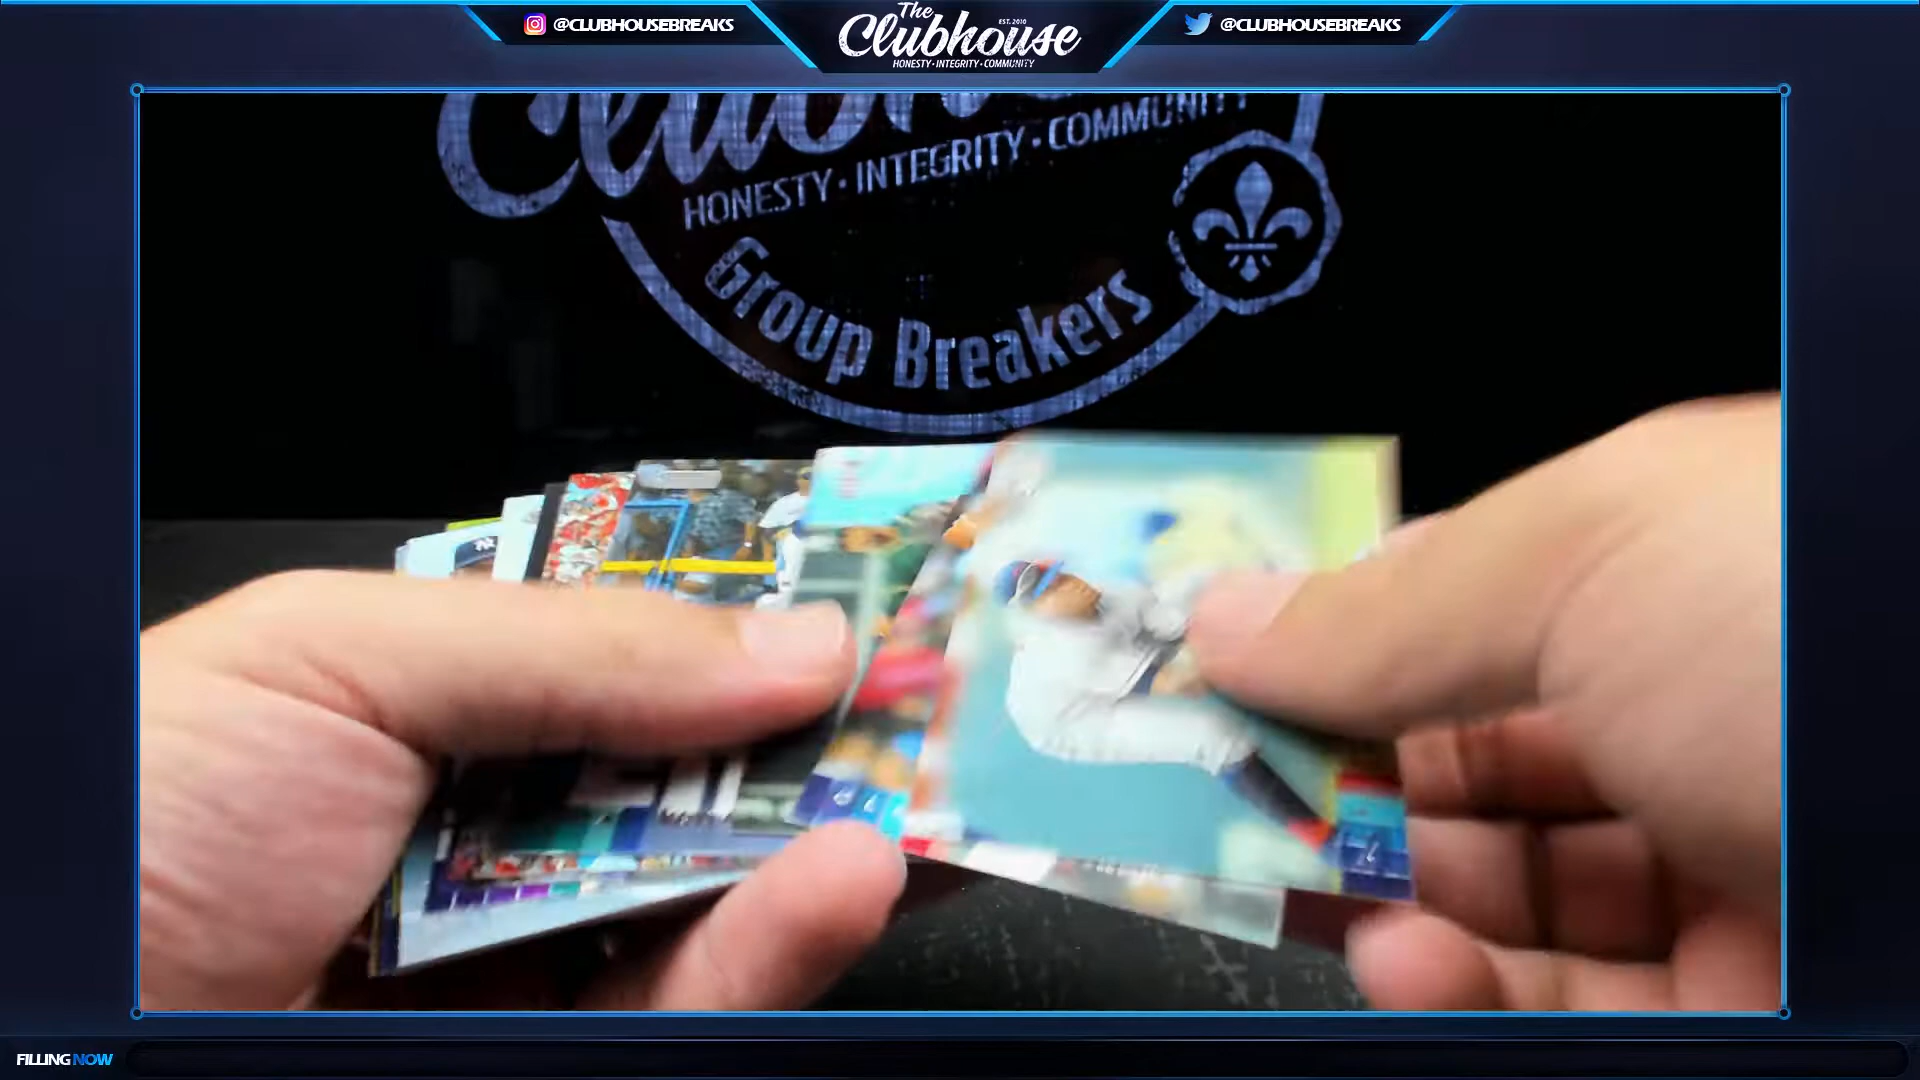 @CLUBHOUSEBREAKS
The
Clubhouse
EST. 2010
HONESTY·INTEGRITY·COMMUNITY
@CLUBHOUSEBREAKS
HONESTY · INTEGRITY · COMMUNITY
Group Breakers
FILLING NOW